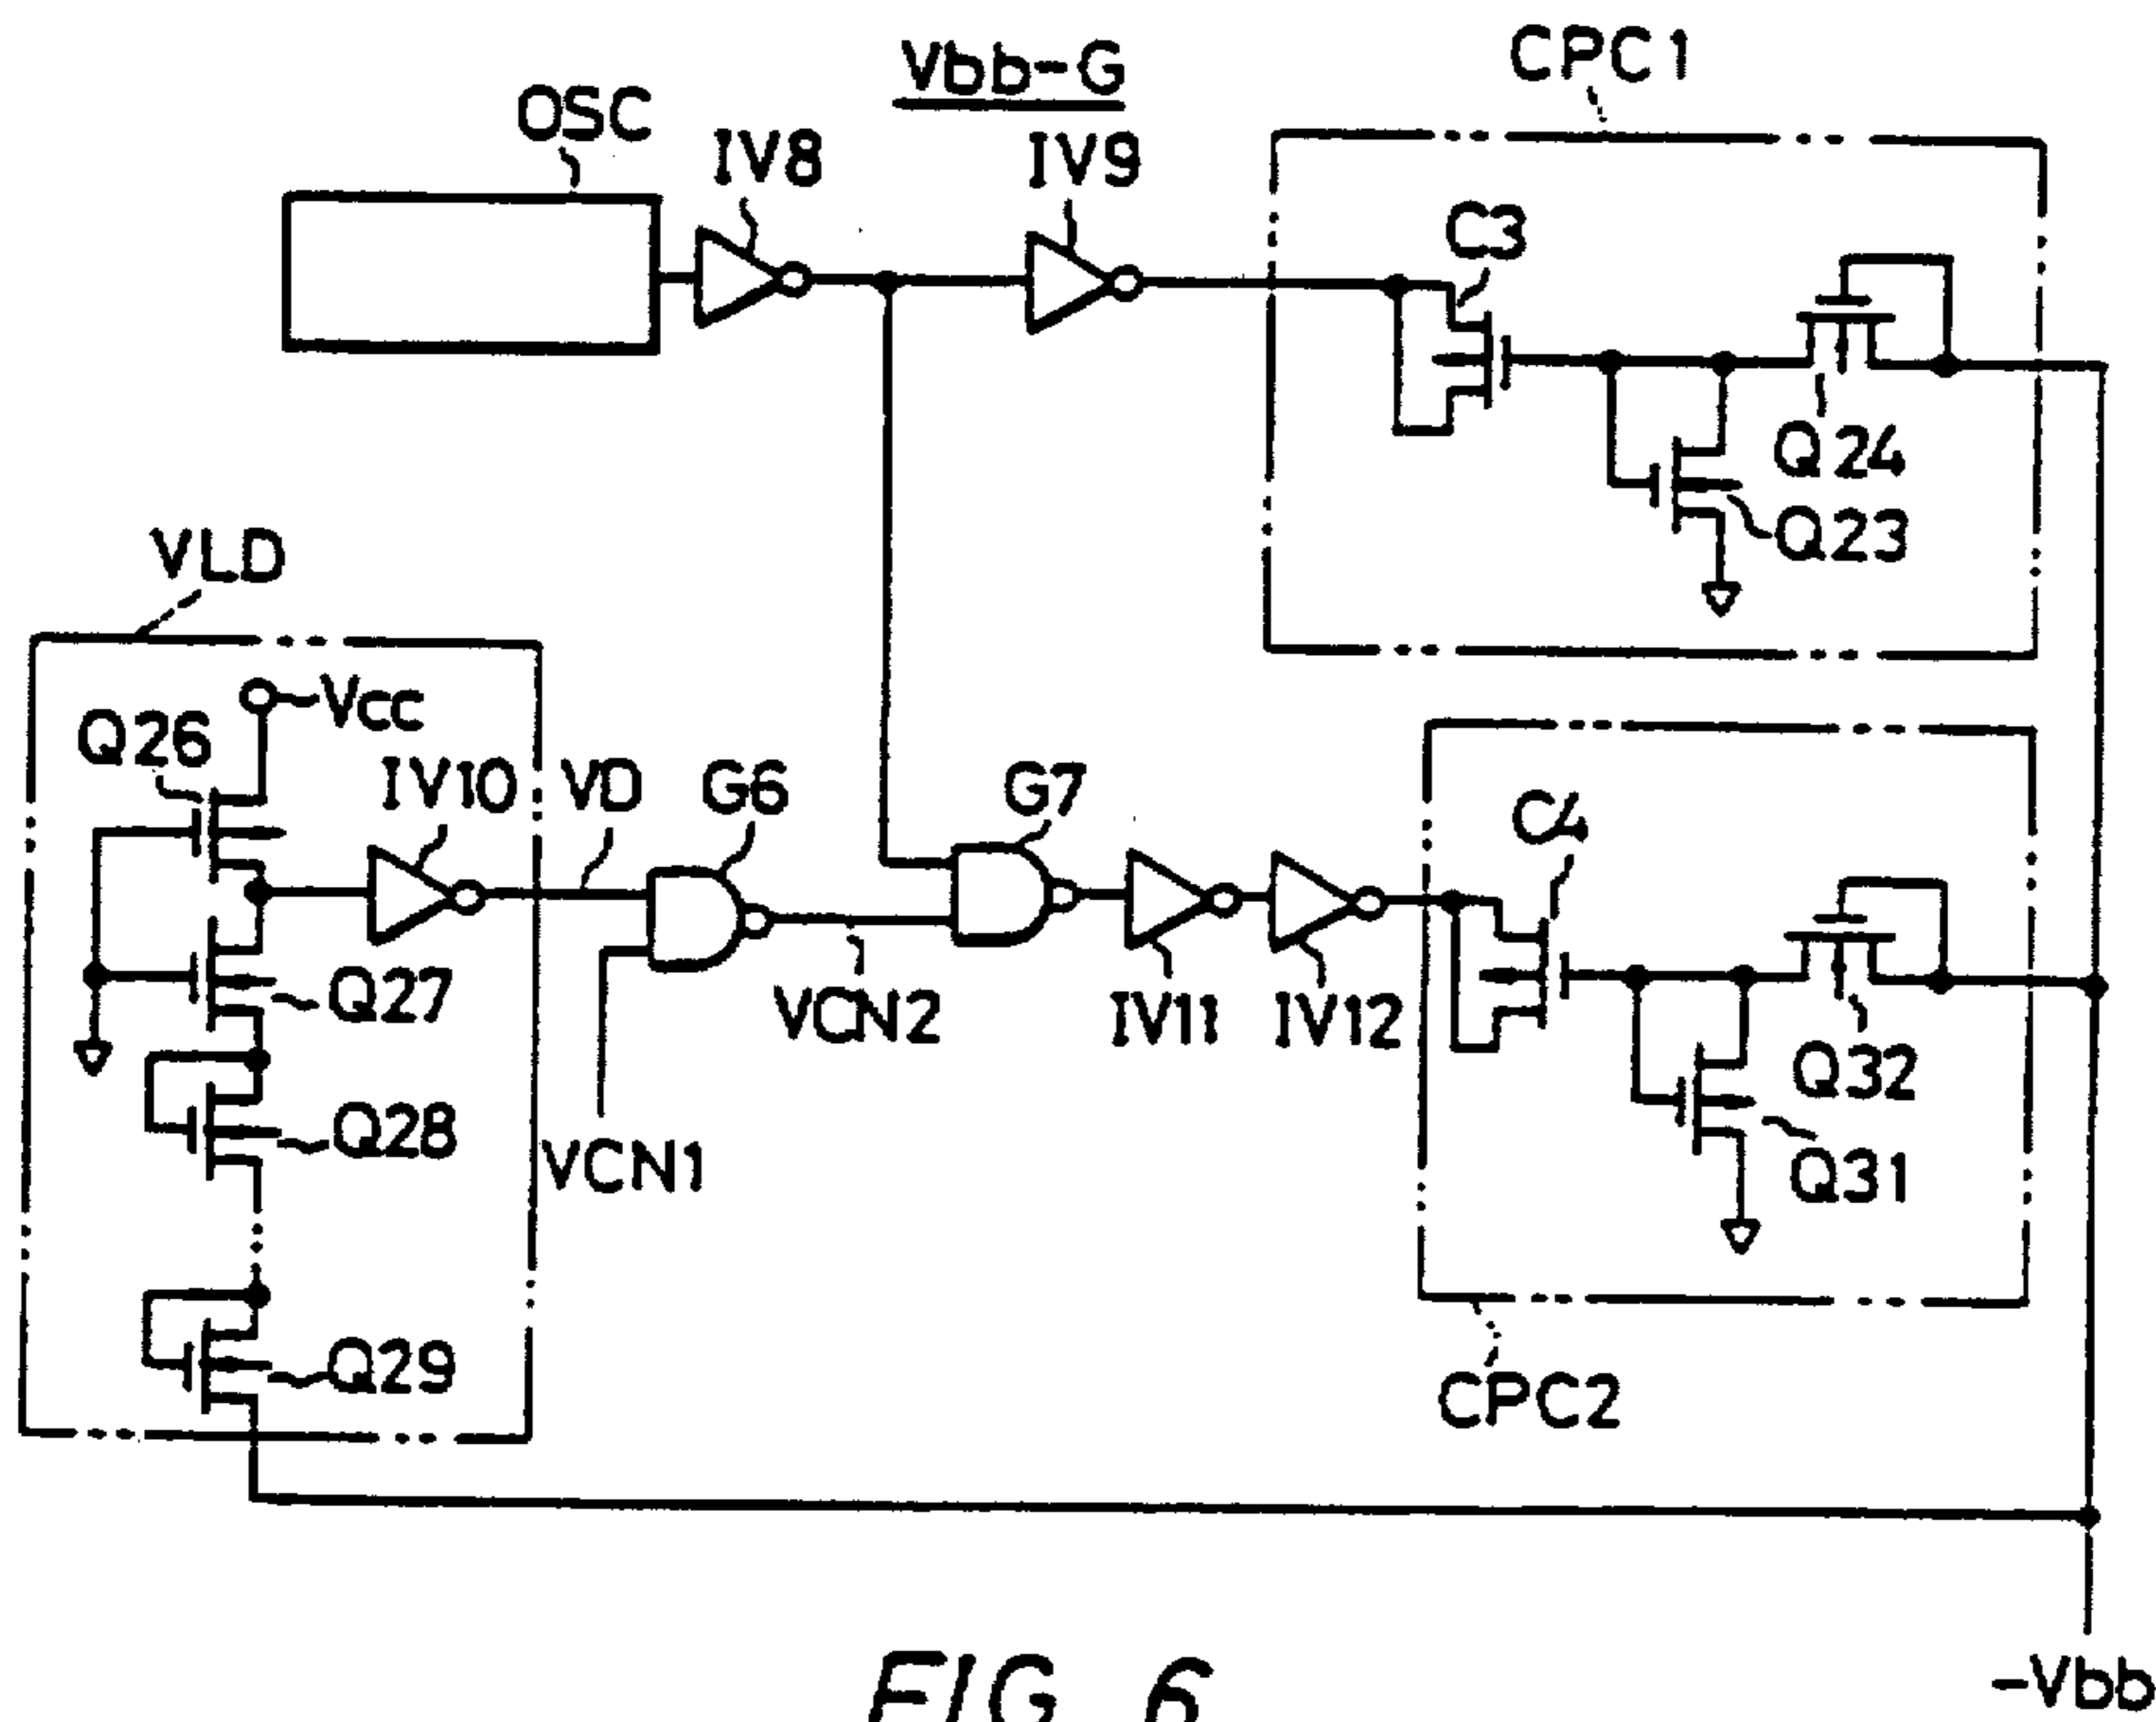 Vbb-G
CPC1
OSC
IV8
IV9
C3
Q24
Q23
VLD
Vcc
Q26
IV10
VD
G6
G7
C4
Q27
VCN2
IV11
IV12
Q32
Q28
VCN1
Q31
Q29
CPC2
-Vbb
FIG. 6